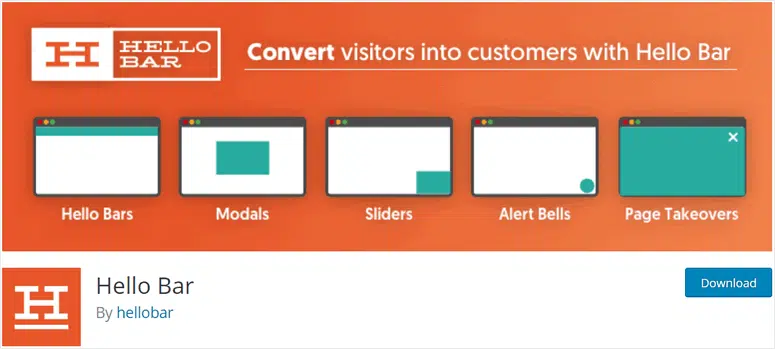 HELLO
BAR
Convert visitors into customers with Hello Bar
Hello Bars
Modals
Sliders
Alert Bells
Page Takeovers
H
Hello Bar
By hellobar
Download